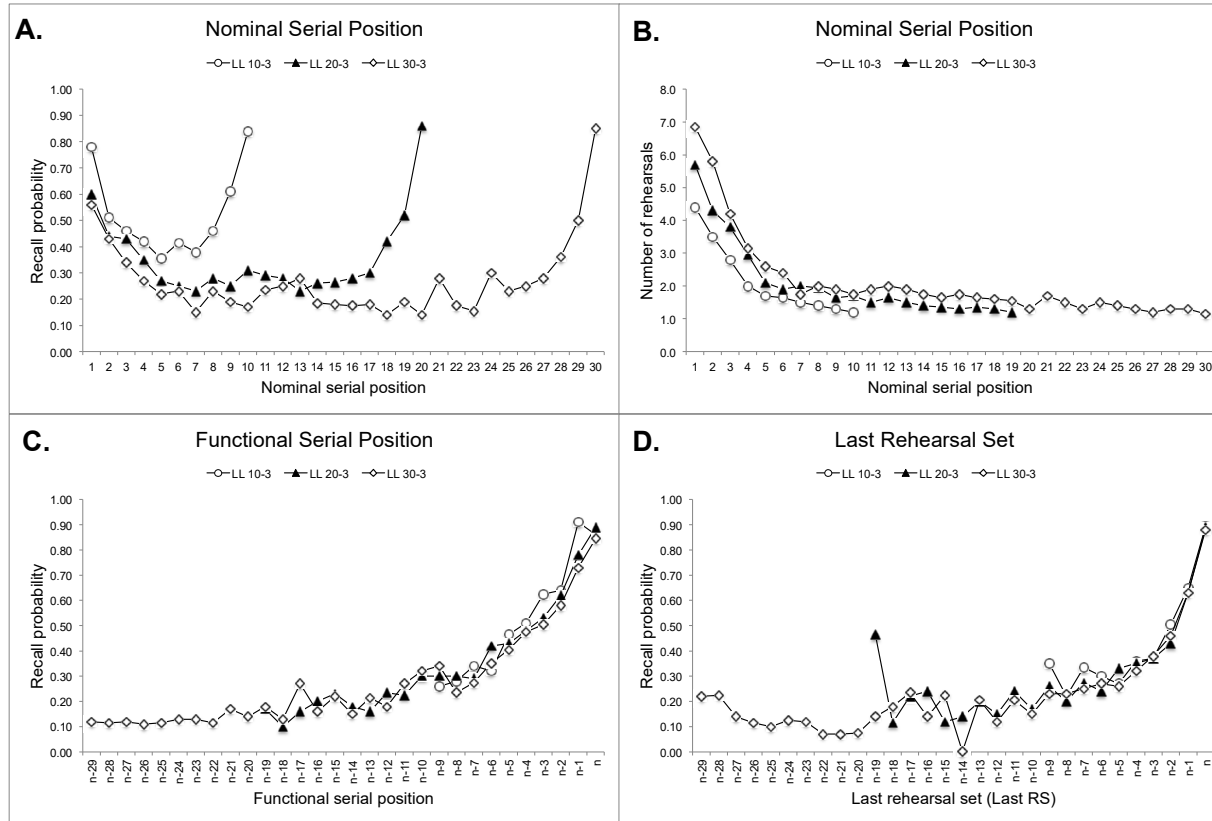 A.
Nominal Serial Position
LL 10-3 LL 20-3 LL 30-3
Recall probability
1.00
0.90
0.80
0.70
0.60
0.50
0.40
0.30
0.20
0.10
0.00
1 2 3 4 5 6 7 8 9 10 11 12 13 14 15 16 17 18 19 20 21 22 23 24 25 26 27 28 29 30
Nominal serial position
B.
Nominal Serial Position
LL 10-3 LL 20-3 LL 30-3
Number of rehearsals
8.0
7.0
6.0
5.0
4.0
3.0
2.0
1.0
0.0
1 2 3 4 5 6 7 8 9 10 11 12 13 14 15 16 17 18 19 20 21 22 23 24 25 26 27 28 29 30
Nominal serial position
C.
Functional Serial Position
LL 10-3 LL 20-3 LL 30-3
Recall probability
1.00
0.90
0.80
0.70
0.60
0.50
0.40
0.30
0.20
0.10
0.00
n-29 n-28 n-27 n-26 n-25 n-24 n-23 n-22 n-21 n-20 n-19 n-18 n-17 n-16 n-15 n-14 n-13 n-12 n-11 n-10 n-9 n-8 n-7 n-6 n-5 n-4 n-3 n-2 n-1 n
Functional serial position
D.
Last Rehearsal Set
LL 10-3 LL 20-3 LL 30-3
Recall probability
1.00
0.90
0.80
0.70
0.60
0.50
0.40
0.30
0.20
0.10
0.00
n-29 n-28 n-27 n-26 n-25 n-24 n-23 n-22 n-21 n-20 n-19 n-18 n-17 n-16 n-15 n-14 n-13 n-12 n-11 n-10 n-9 n-8 n-7 n-6 n-5 n-4 n-3 n-2 n-1 n
Last rehearsal set (Last RS)